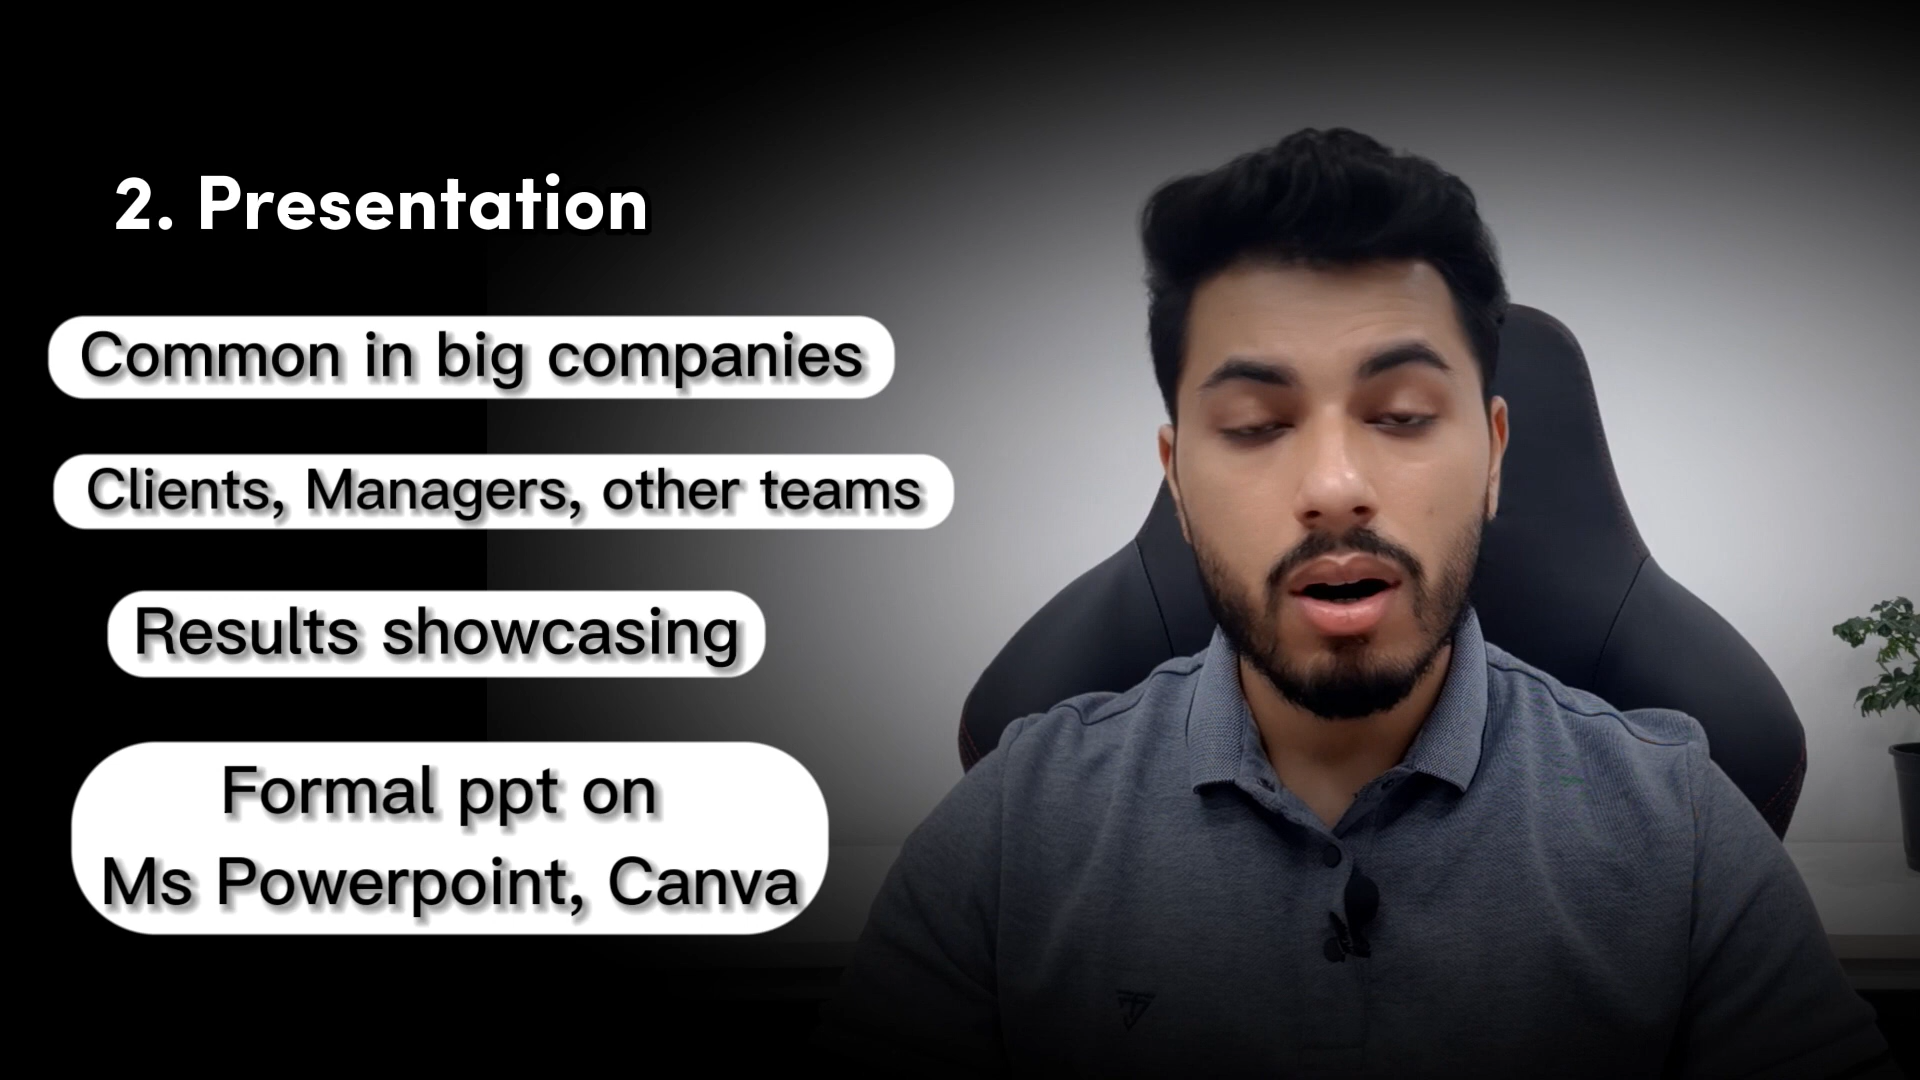 2. Presentation
Common in big companies
Clients, Managers, other teams
Results showcasing
Formal ppt on
Ms Powerpoint, Canva